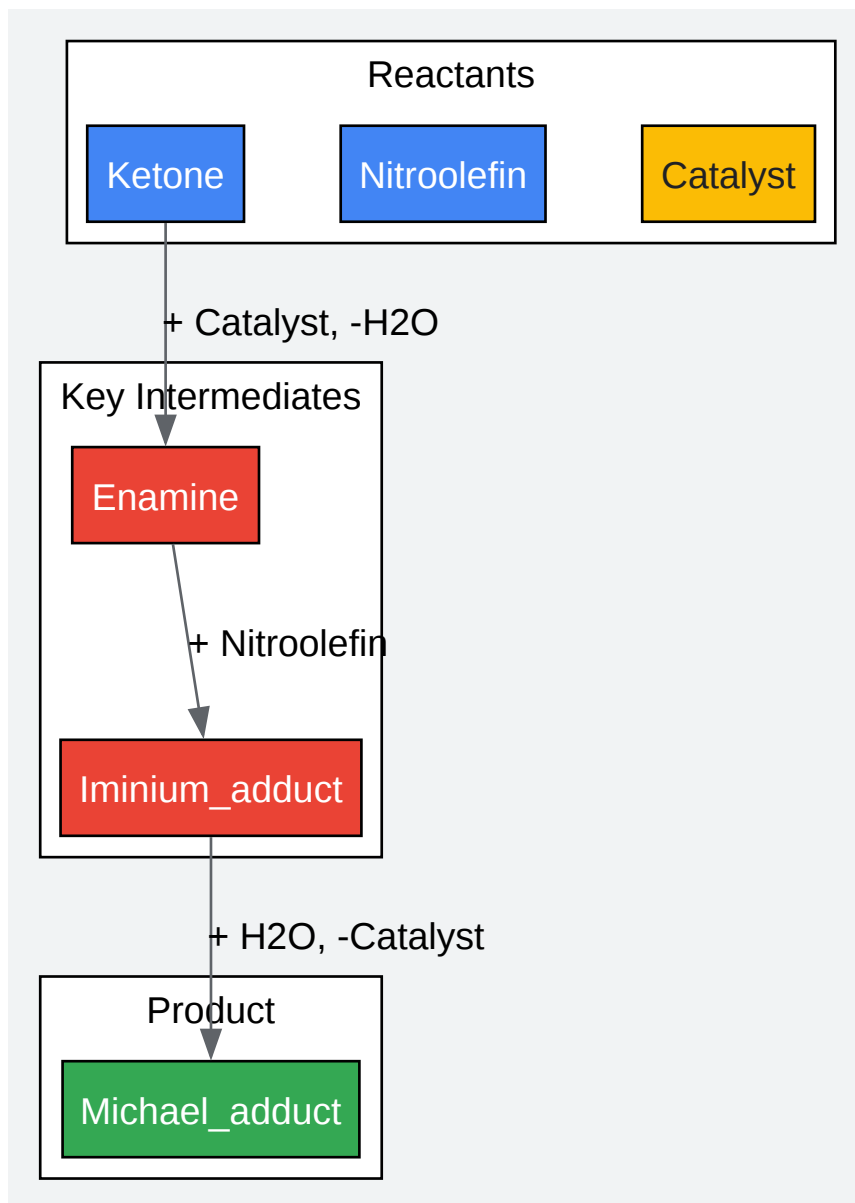 Reactants
Ketone
Nitroolefin
Catalyst
+ Catalyst, -H2O
Key Intermediates
Enamine
+ Nitroolefin
Iminium_adduct
+ H2O, -Catalyst
Product
Michael_adduct